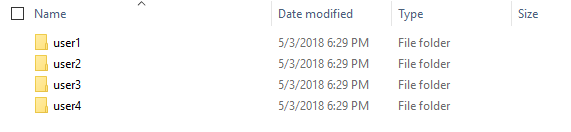 Name Date modified Type Size
user1 5/3/2018 6:29 PM File folder
user2 5/3/2018 6:29 PM File folder
user3 5/3/2018 6:29 PM File folder
user4 5/3/2018 6:29 PM File folder